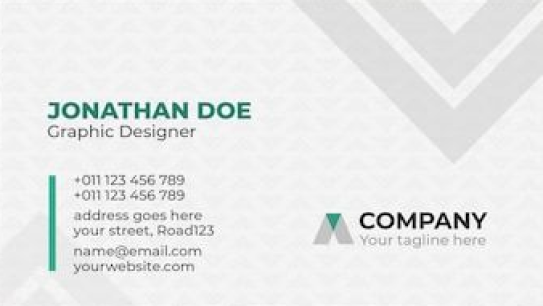 JONATHAN DOE
Graphic Designer
+011 123 456 789
+011 123 456 789
address goes here
your street, Road123
name@email.com
yourwebsite.com
COMPANY
Your tagline here